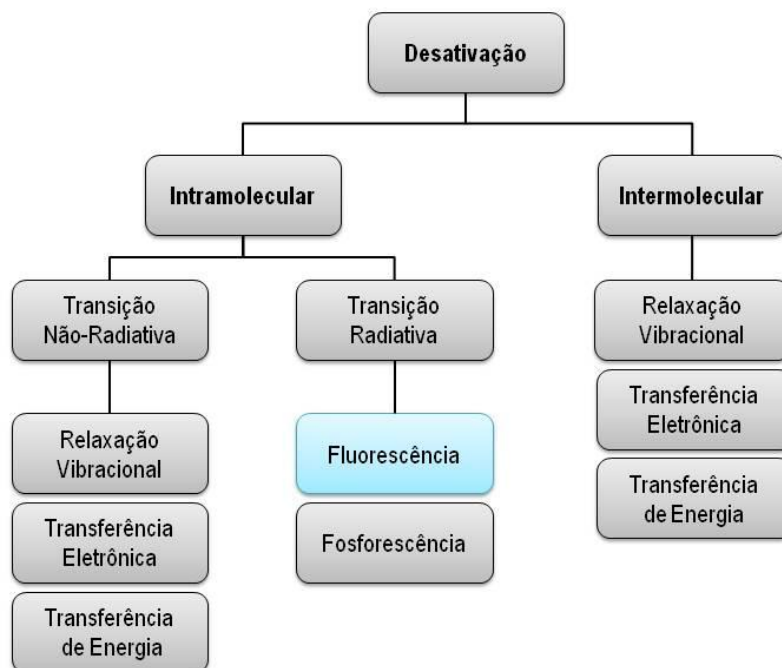 Desativação
Intramolecular
Intermolecular
Transição
Não-Radiativa
Transição
Radiativa
Relaxação
Vibracional
Relaxação
Vibracional
Fluorescência
Transferência
Eletrônica
Transferência
Eletrônica
Fosforescência
Transferência
de Energia
Transferência
de Energia